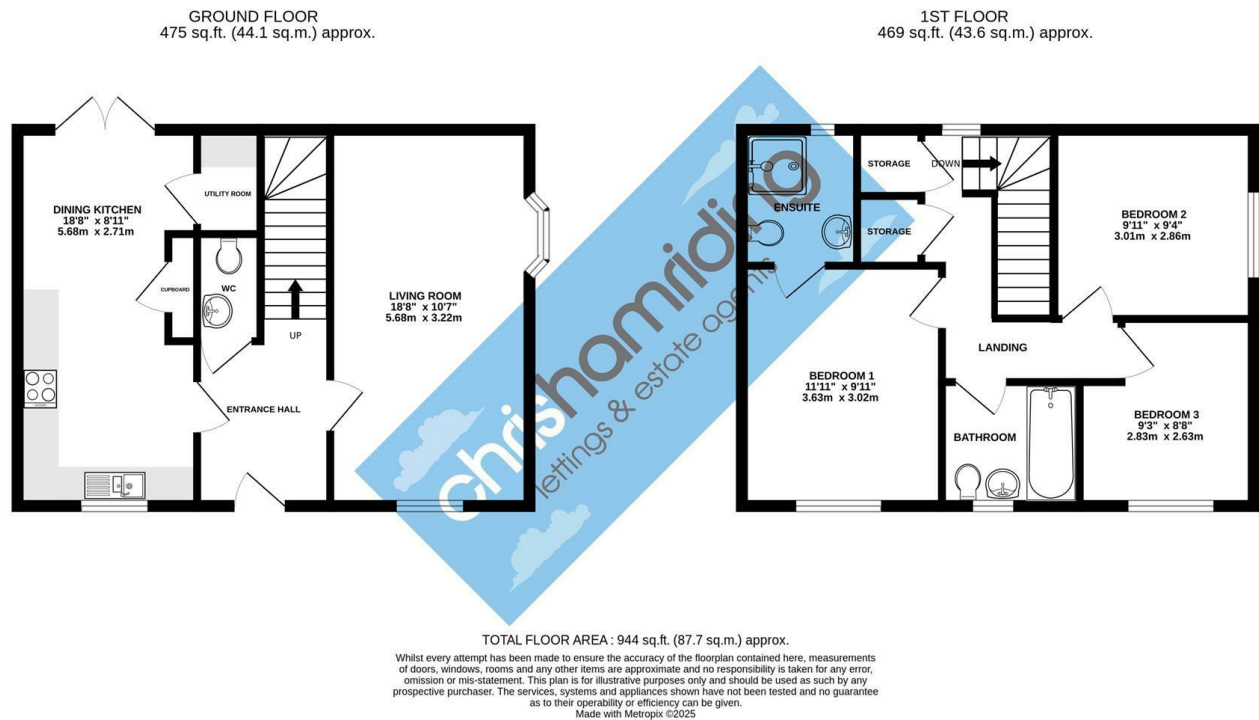 GROUND FLOOR
475 sq.ft. (44.1 sq.m.) approx.
DINING KITCHEN
18'8" x 8'11"
5.68m x 2.71m
UTILITY ROOM
CUPBOARD
WC
UP
ENTRANCE HALL
LIVING ROOM
18'8" x 10'7"
5.68m x 3.22m
1ST FLOOR
469 sq.ft. (43.6 sq.m.) approx.
ENSUITE
STORAGE
DOWN
STORAGE
BEDROOM 2
9'11" x 9'4"
3.01m x 2.86m
LANDING
BEDROOM 1
11'11" x 9'11"
3.63m x 3.02m
BATHROOM
BEDROOM 3
9'3" x 8'8"
2.83m x 2.63m
chrishamriding
lettings & estate agents
TOTAL FLOOR AREA : 944 sq.ft. (87.7 sq.m.) approx.
Whilst every attempt has been made to ensure the accuracy of the floorplan contained here, measurements
of doors, windows, rooms and any other items are approximate and no responsibility is taken for any error,
omission or mis-statement. This plan is for illustrative purposes only and should be used as such by any
prospective purchaser. The services, systems and appliances shown have not been tested and no guarantee
as to their operability or efficiency can be given.
Made with Metropix ©2025